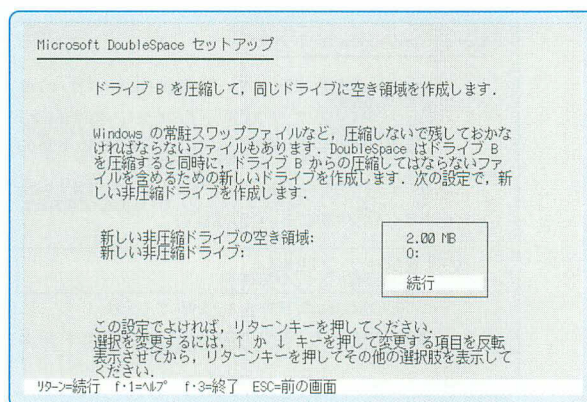 Microsoft DoubleSpace セットアップ
ドライブ B を圧縮して，同じドライブに空き領域を作成します．
Windows の常駐スワップファイルなど，圧縮しないで残しておかな
ければならないファイルもあります．DoubleSpace はドライブ B
を圧縮すると同時に，ドライブ B からの圧縮してはならないファ
イルを含めるための新しいドライブを作成します．次の設定で，新
しい非圧縮ドライブを作成します．
新しい非圧縮ドライブの空き領域: 2.00 MB
新しい非圧縮ドライブ: O:
続行
この設定でよければ，リターンキーを押してください．
選択を変更するには，↑ か ↓ キーを押して変更する項目を反転
表示させてから，リターンキーを押してその他の選択肢を表示して
ください．
ﾘﾀｰﾝ=続行 f･1=ﾍﾙﾌﾟ f･3=終了 ESC=前の画面